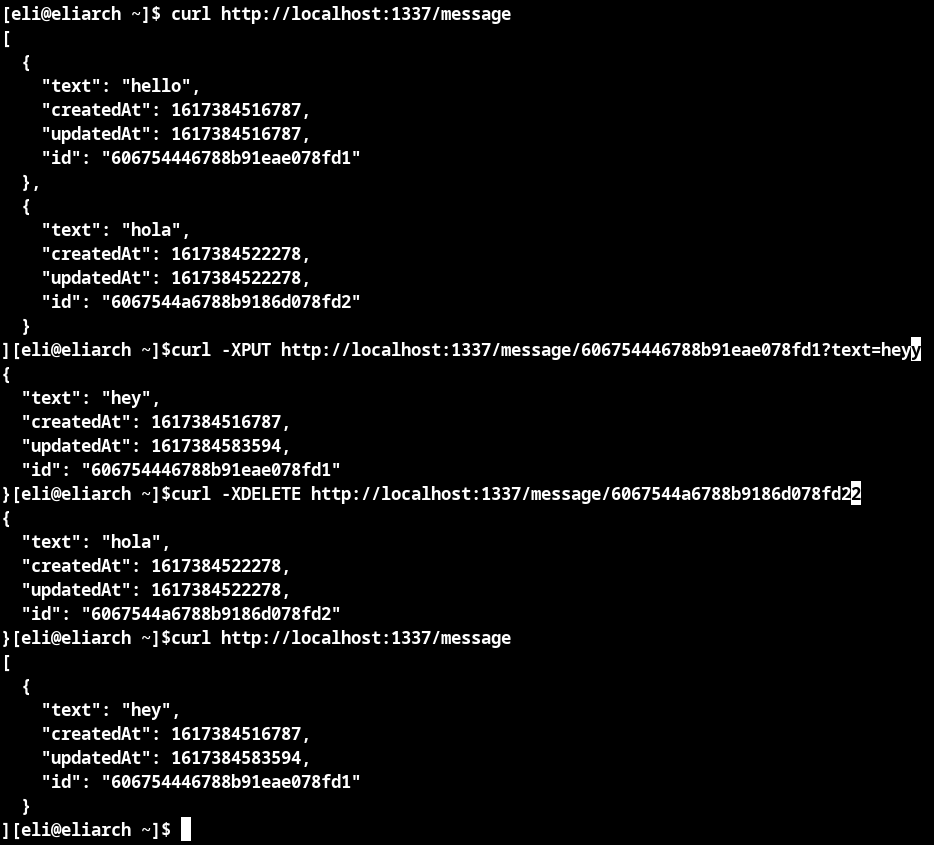 [eli@eliarch ~]$ curl http://localhost:1337/message
[
  {
    "text": "hello",
    "createdAt": 1617384516787,
    "updatedAt": 1617384516787,
    "id": "606754446788b91eae078fd1"
  },
  {
    "text": "hola",
    "createdAt": 1617384522278,
    "updatedAt": 1617384522278,
    "id": "6067544a6788b9186d078fd2"
  }
][eli@eliarch ~]$curl -XPUT http://localhost:1337/message/606754446788b91eae078fd1?text=heyy
{
  "text": "hey",
  "createdAt": 1617384516787,
  "updatedAt": 1617384583594,
  "id": "606754446788b91eae078fd1"
}[eli@eliarch ~]$curl -XDELETE http://localhost:1337/message/6067544a6788b9186d078fd22
{
  "text": "hola",
  "createdAt": 1617384522278,
  "updatedAt": 1617384522278,
  "id": "6067544a6788b9186d078fd2"
}[eli@eliarch ~]$curl http://localhost:1337/message
[
  {
    "text": "hey",
    "createdAt": 1617384516787,
    "updatedAt": 1617384583594,
    "id": "606754446788b91eae078fd1"
  }
][eli@eliarch ~]$